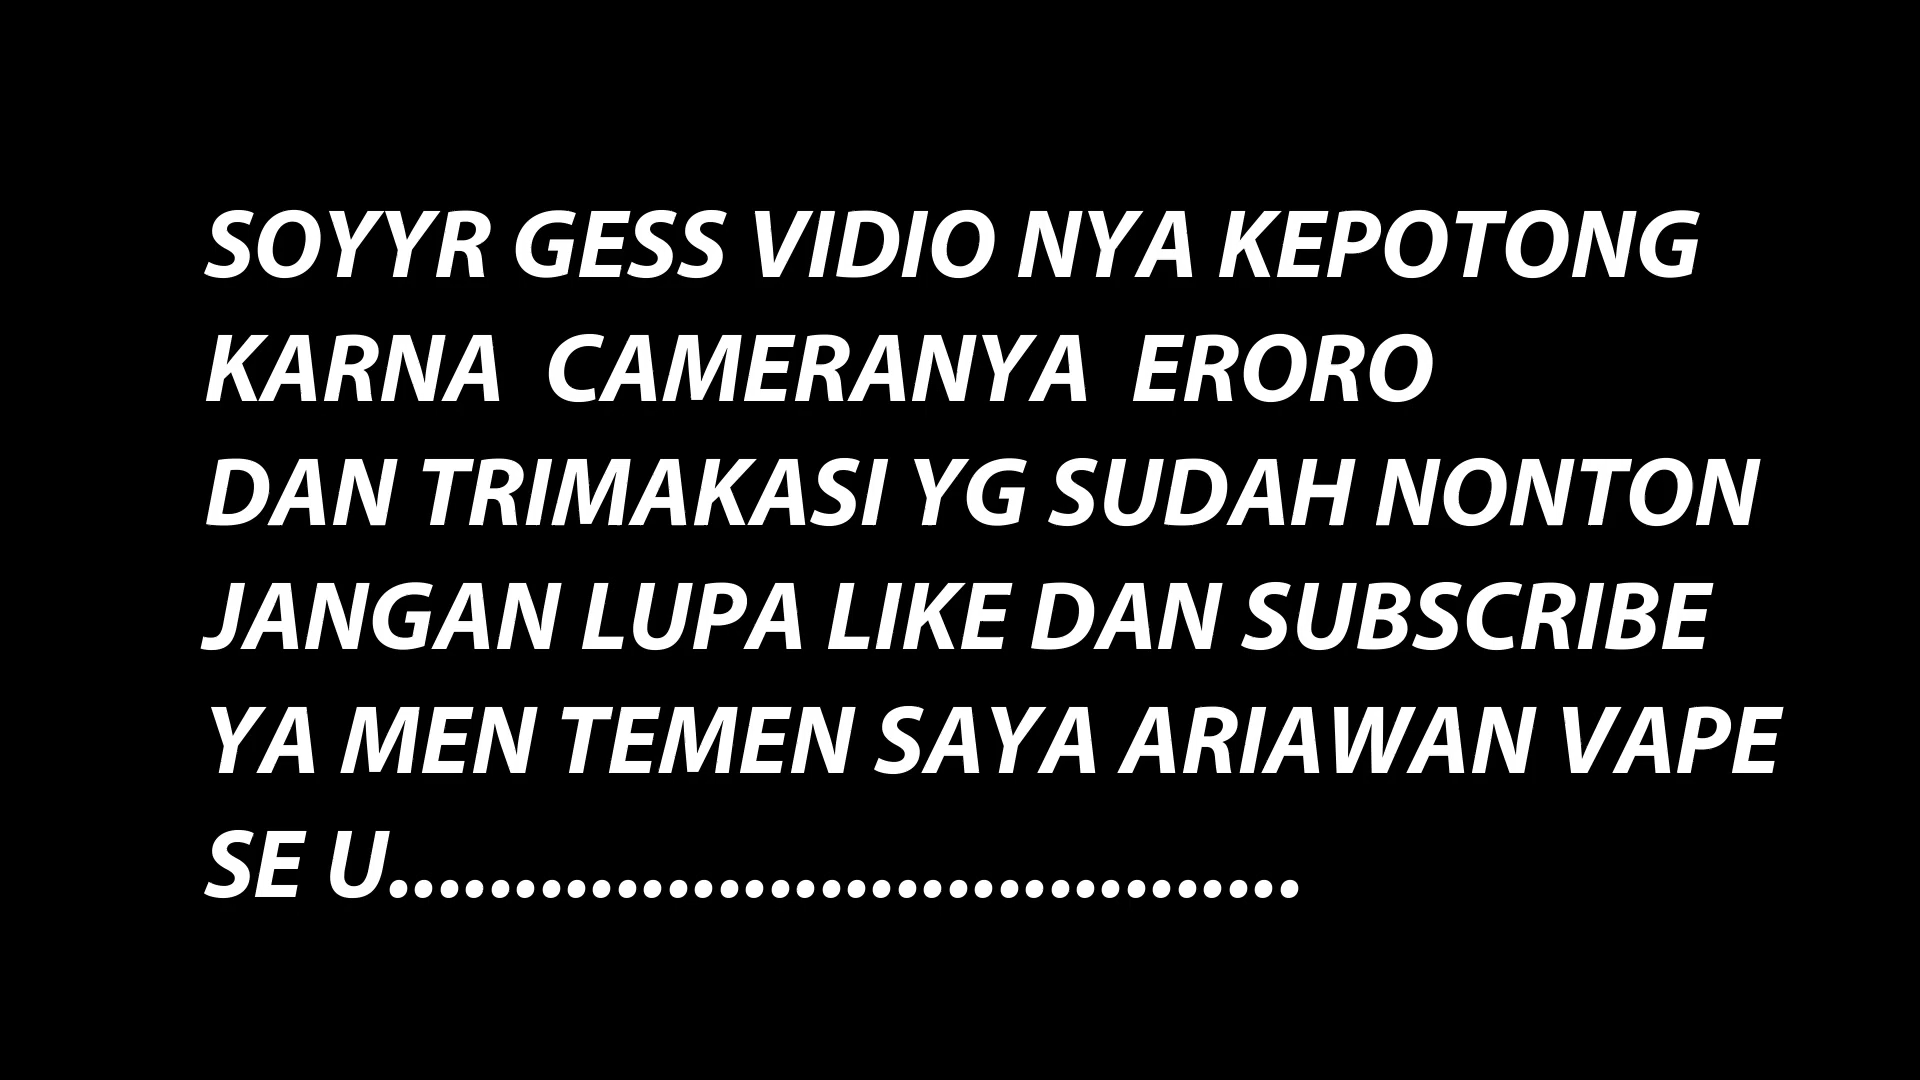 SOYYR GESS VIDIO NYA KEPOTONG
KARNA  CAMERANYA  ERORO
DAN TRIMAKASI YG SUDAH NONTON
JANGAN LUPA LIKE DAN SUBSCRIBE
YA MEN TEMEN SAYA ARIAWAN VAPE
SE U....................................